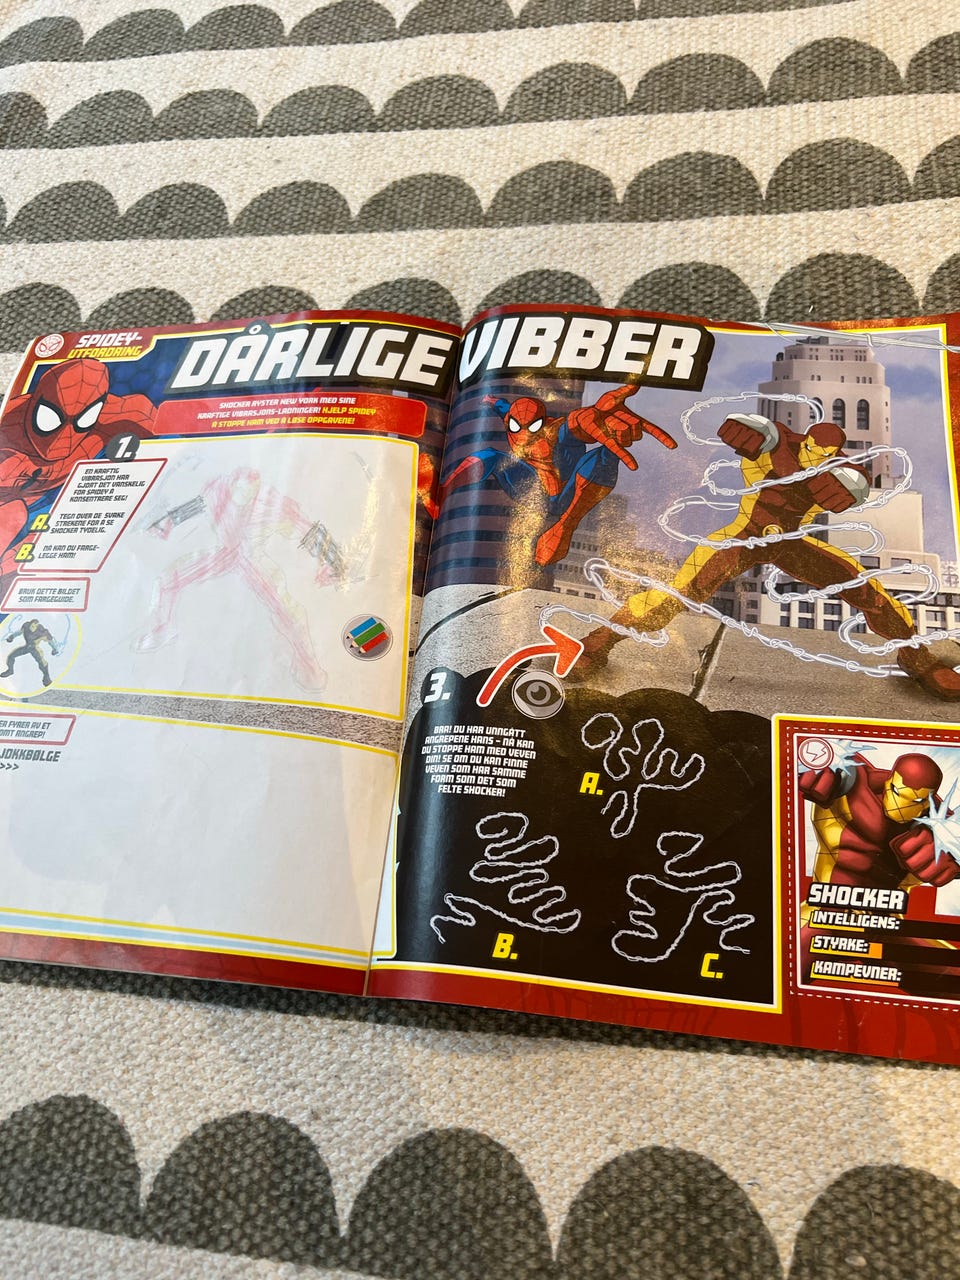 SPIDEY-
UTFORDRING
DÅRLIGE VIBBER
SHOCKER RYSTER NEW YORK MED SINE
KRAFTIGE VIBRASJONS-LADNINGER! HJELP SPIDEY
Å STOPPE HAM VED Å LØSE OPPGAVENE!
1.
EN KRAFTIG
VIBRASJON HAR
GJORT DET VANSKELIG
FOR SPIDEY Å
KONSENTRERE SEG!
A. TEGN OVER DE SVAKE
STREKENE FOR Å SE
SHOCKER TYDELIG.
B. NÅ KAN DU FARGE-
LEGGE HAM!
BRUK DETTE BILDET
SOM FARGEGUIDE.
FYRER AV ET
ANGREP!
JOKKBØLGE
>>>
3.
BRA! DU HAR UNNGÅTT
ANGREPENE HANS – NÅ KAN
DU STOPPE HAM MED VEVEN
DIN! SE OM DU KAN FINNE
VEVEN SOM HAR SAMME
FORM SOM DET SOM
FELTE SHOCKER!
A.
B.
C.
SHOCKER
INTELLIGENS:
STYRKE:
KAMPEVNER: